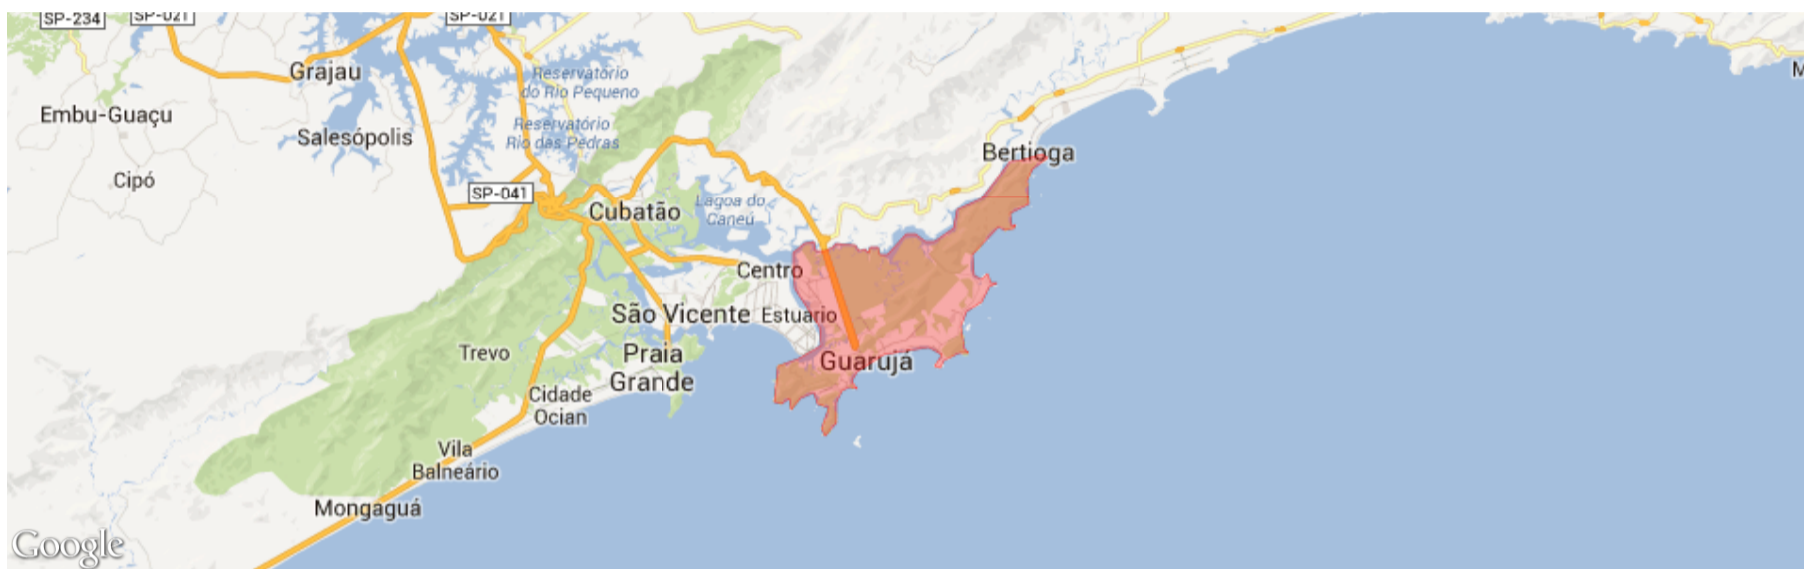 SP-234
SP-021
SP-021
Grajau
Reservatório
do Rio Pequeno
Embu-Guaçu
Salesópolis
Reservatório
Rio das Pedras
Bertioga
Cipó
SP-041
Cubatão
Lagoa do
Caneú
Centro
São Vicente
Estuario
Trevo
Praia
Grande
Guarujá
Cidade
Ocian
Vila
Balneário
Mongaguá
Google
M